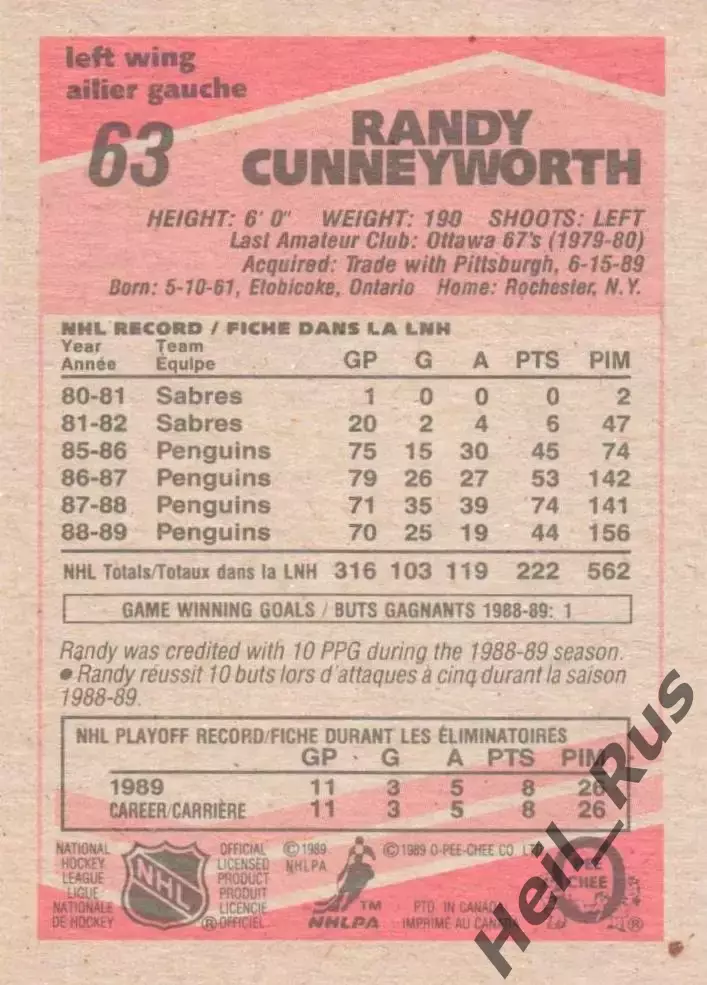 left wing
ailier gauche
63
RANDY
CUNNEYWORTH
HEIGHT: 6' 0" WEIGHT: 190 SHOOTS: LEFT
Last Amateur Club: Ottawa 67's (1979-80)
Acquired: Trade with Pittsburgh, 6-15-89
Born: 5-10-61, Etobicoke, Ontario Home: Rochester, N.Y.
NHL RECORD / FICHE DANS LA LNH
Year Team
Année Équipe GP G A PTS PIM
80-81 Sabres 1 0 0 0 2
81-82 Sabres 20 2 4 6 47
85-86 Penguins 75 15 30 45 74
86-87 Penguins 79 26 27 53 142
87-88 Penguins 71 35 39 74 141
88-89 Penguins 70 25 19 44 156
NHL Totals/Totaux dans la LNH 316 103 119 222 562
GAME WINNING GOALS / BUTS GAGNANTS 1988-89: 1
Randy was credited with 10 PPG during the 1988-89 season.
• Randy réussit 10 buts lors d'attaques à cinq durant la saison
1988-89.
NHL PLAYOFF RECORD/FICHE DURANT LES ÉLIMINATOIRES
GP G A PTS PIM
1989 11 3 5 8 26
CAREER/CARRIÈRE 11 3 5 8 26
NATIONAL
HOCKEY
LEAGUE
LIGUE
NATIONALE
DE HOCKEY
NHL
OFFICIAL
LICENSED
PRODUCT
PRODUIT
LICENCIE
®OFFICIEL
©1989
NHLPA
TM
NHLPA
©1989 O-PEE-CHEE CO. LTD
PTD. IN CANADA
IMPRIMÉ AU CANADA
O
PEE
CHEE
®
Heil_Rus